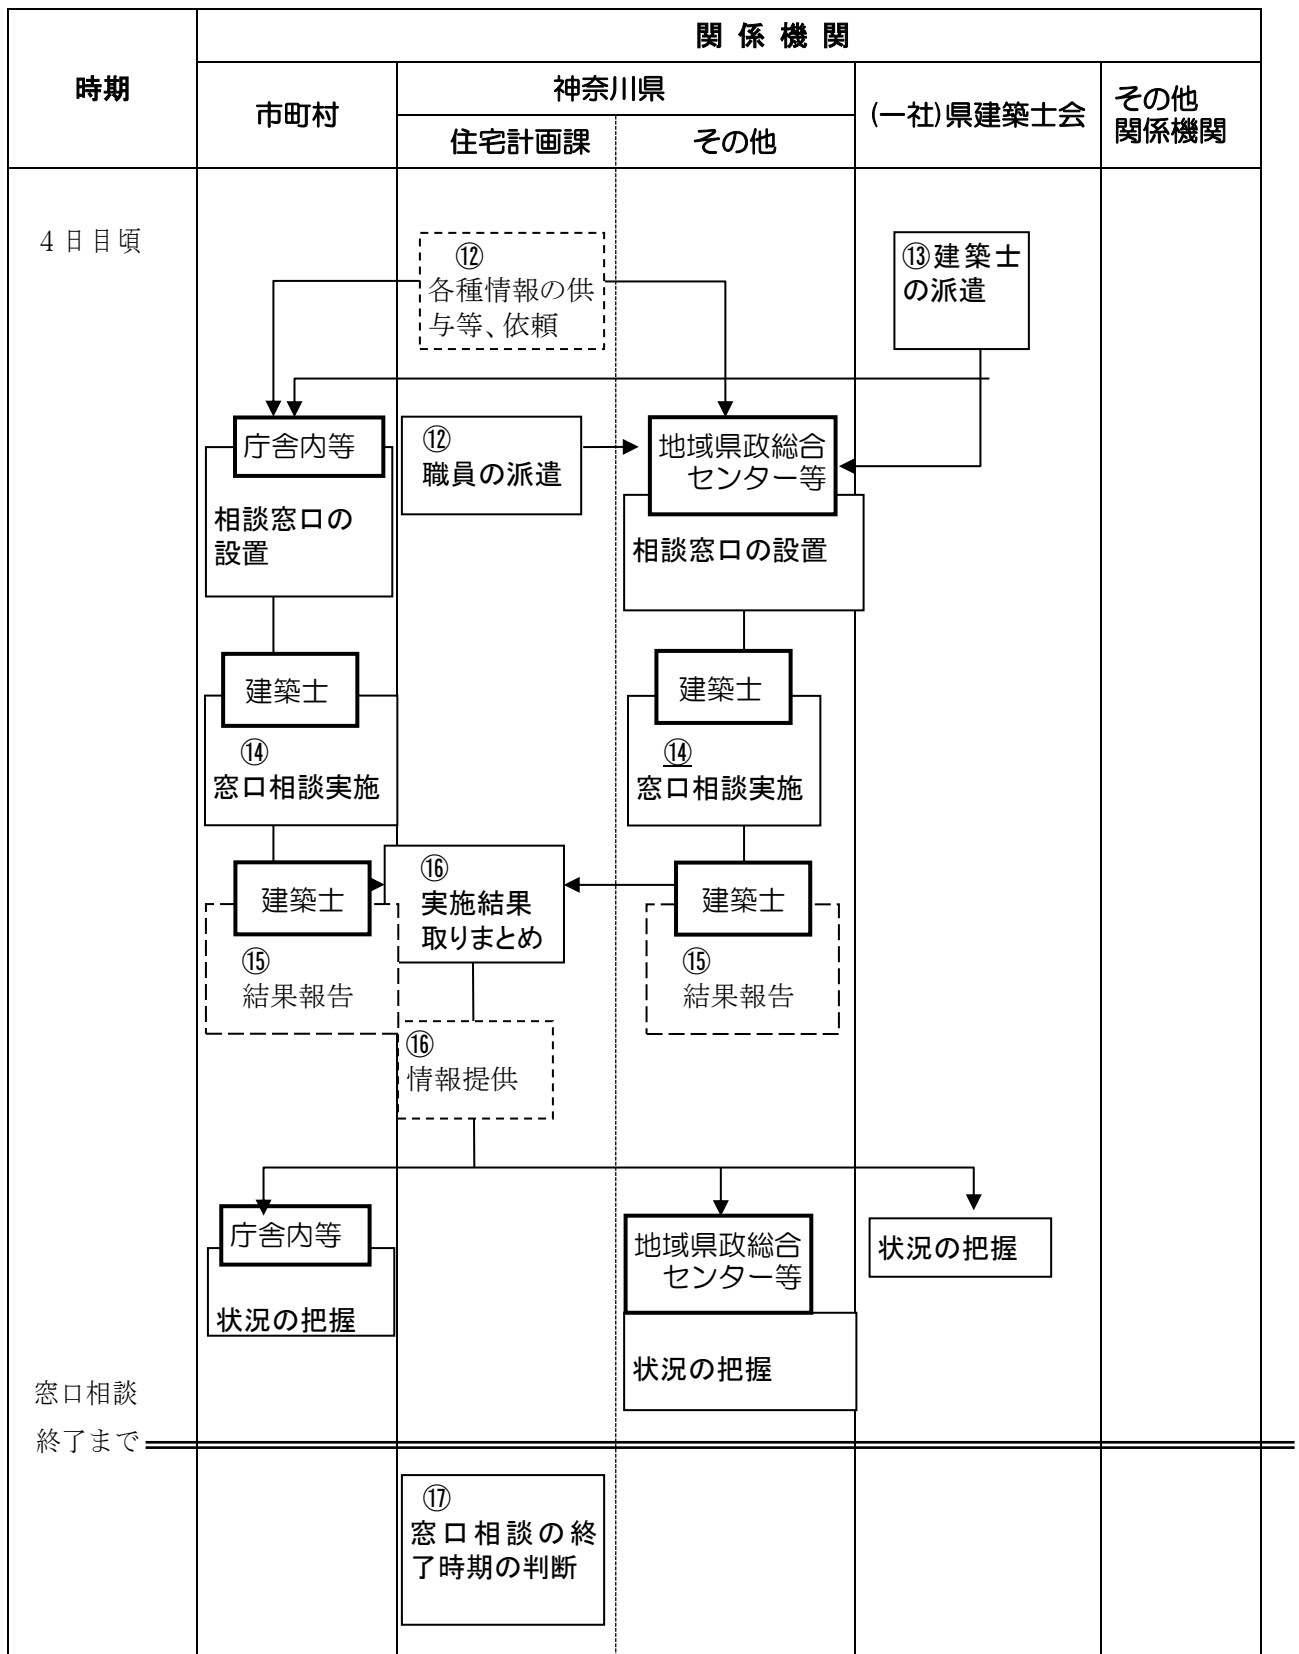 関 係 機 関
時期
市町村
神奈川県
(一社)県建築士会
その他
関係機関
住宅計画課
その他
４日目頃
⑫
各種情報の供
与等、依頼
⑬建築士
の派遣
庁舎内等
相談窓口の
設置
⑫
職員の派遣
地域県政総合
センター等
相談窓口の設置
建築士
⑭
窓口相談実施
建築士
⑭
窓口相談実施
建築士
⑮
結果報告
⑯
実施結果
取りまとめ
建築士
⑮
結果報告
⑯
情報提供
庁舎内等
状況の把握
地域県政総合
センター等
状況の把握
状況の把握
窓口相談
終了まで
⑰
窓口相談の終
了時期の判断